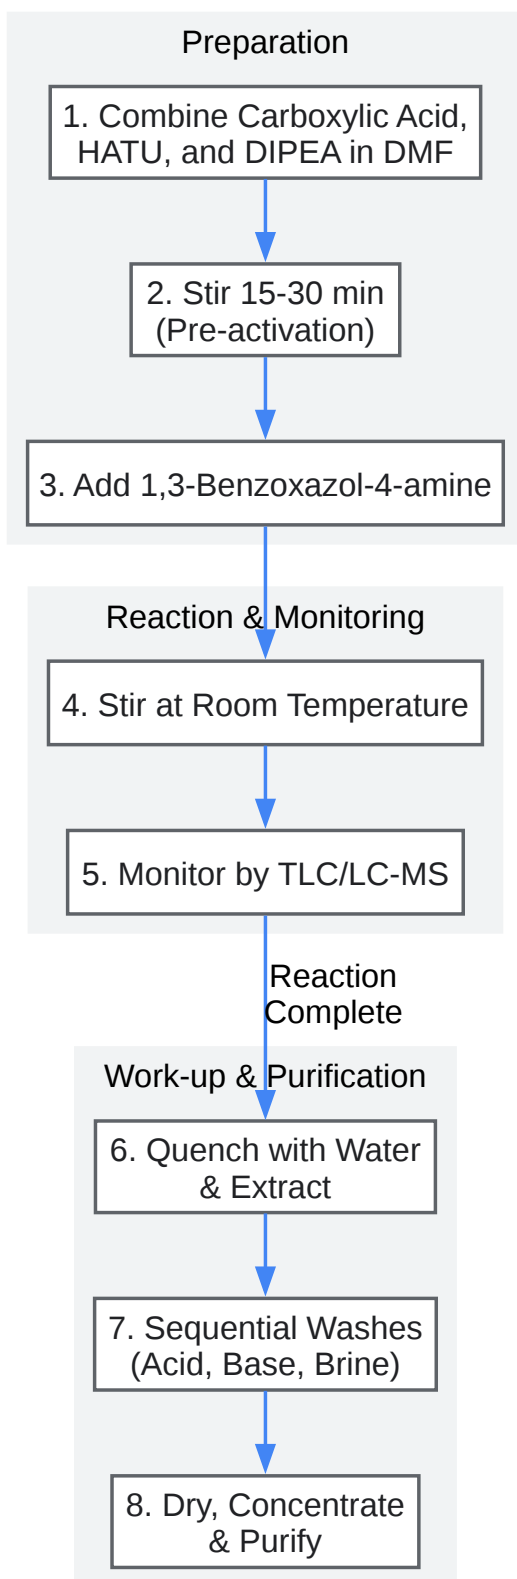 Preparation
1. Combine Carboxylic Acid,
HATU, and DIPEA in DMF
2. Stir 15-30 min
(Pre-activation)
3. Add 1,3-Benzoxazol-4-amine
Reaction & Monitoring
4. Stir at Room Temperature
5. Monitor by TLC/LC-MS
Reaction
Complete
Work-up & Purification
6. Quench with Water
& Extract
7. Sequential Washes
(Acid, Base, Brine)
8. Dry, Concentrate
& Purify